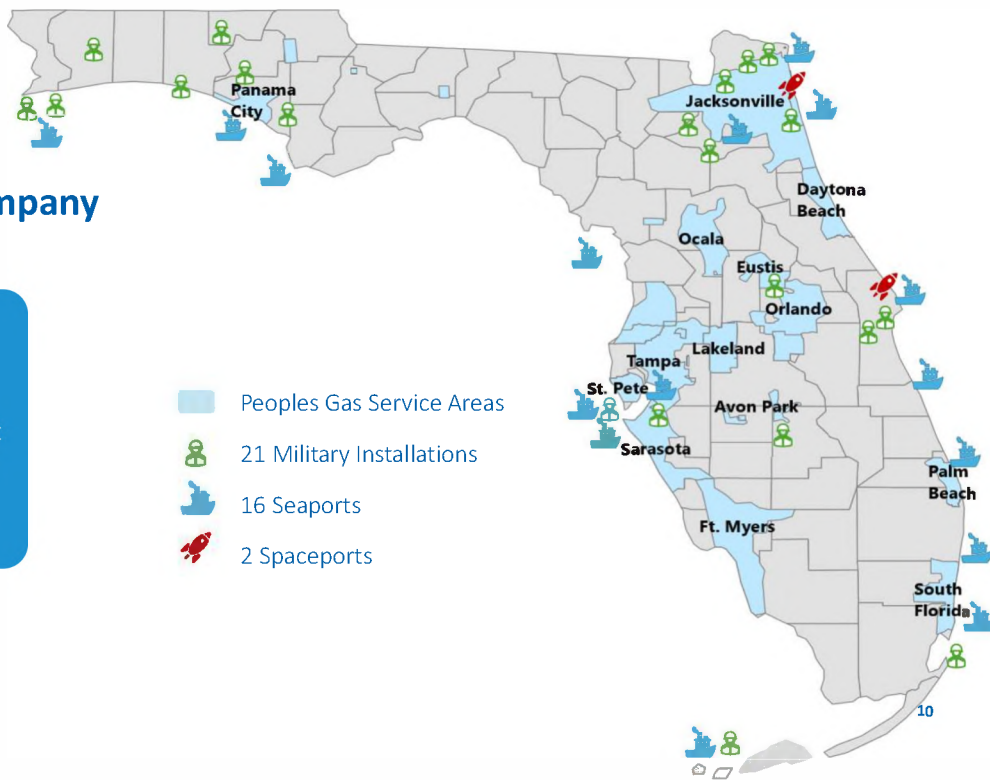 Panama
City
Jacksonville
mpany
Daytona
Beach
Ocala
Eustis
Orlando
Lakeland
Tampa
St. Pete
Peoples Gas Service Areas
Avon Park
21 Military Installations
Sarasota
Palm
Beach
16 Seaports
Ft. Myers
2 Spaceports
South
Florida
10